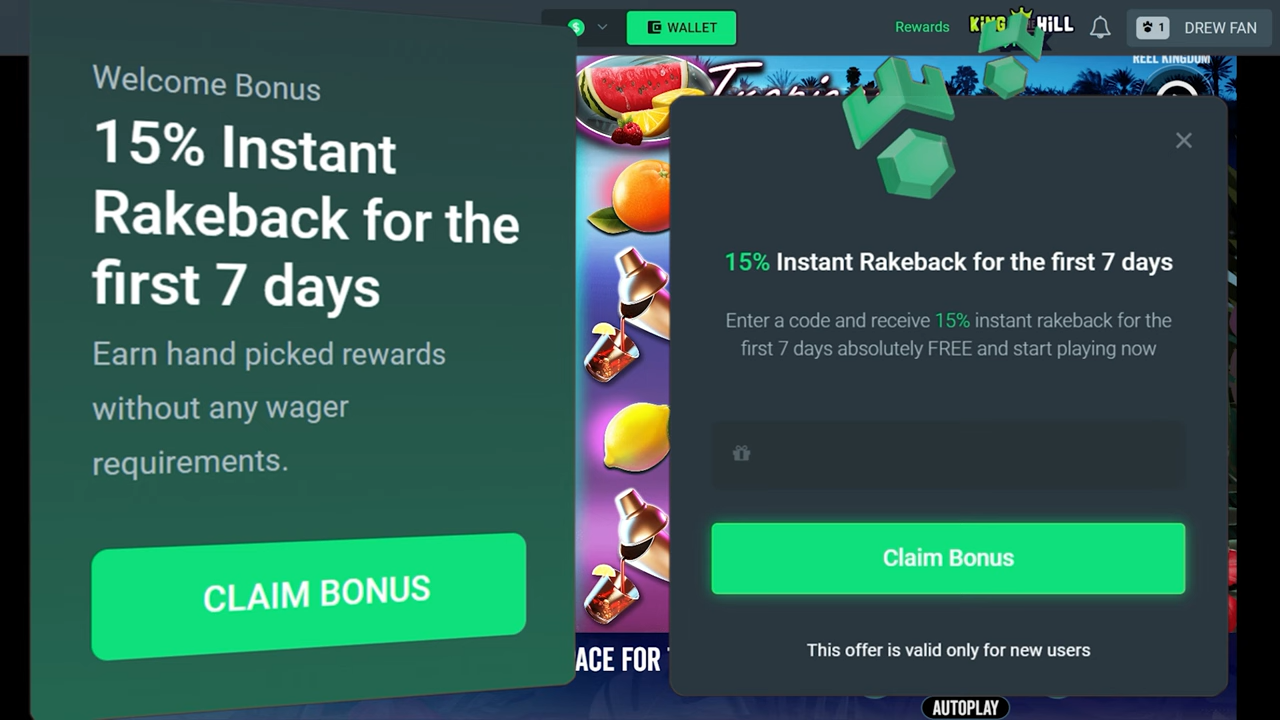 WALLET
Rewards
KING HILL
1
DREW FAN
REEL KINGDOM
Welcome Bonus
15% Instant
Rakeback for the
first 7 days
Earn hand picked rewards
without any wager
requirements.
CLAIM BONUS
15% Instant Rakeback for the first 7 days
Enter a code and receive 15% instant rakeback for the
first 7 days absolutely FREE and start playing now
Claim Bonus
This offer is valid only for new users
ACE FOR
AUTOPLAY